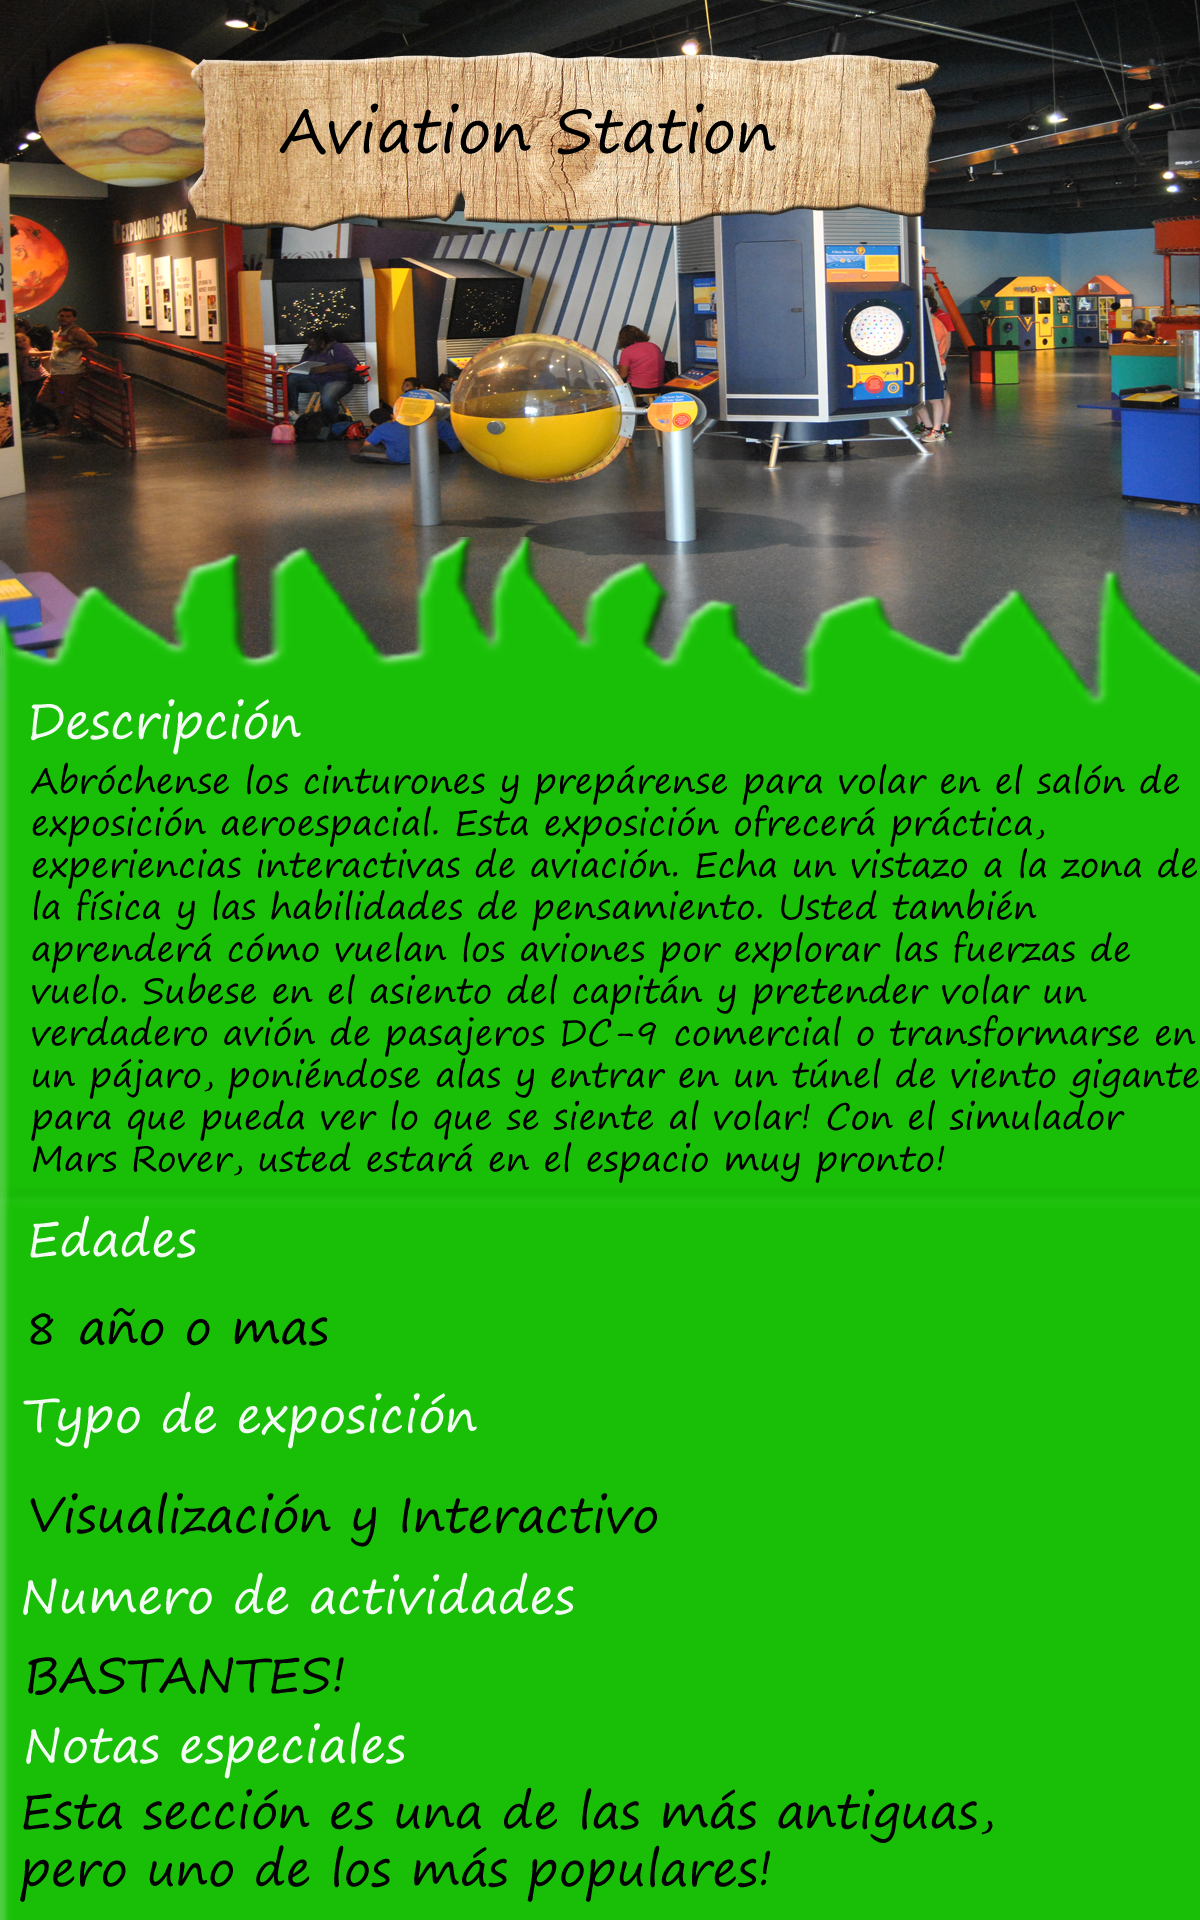 Aviation Station
EXPLORING SPACE
Descripción
Abróchense los cinturones y prepárense para volar en el salón de
exposición aeroespacial. Esta exposición ofrecerá práctica,
experiencias interactivas de aviación. Echa un vistazo a la zona de
la física y las habilidades de pensamiento. Usted también
aprenderá cómo vuelan los aviones por explorar las fuerzas de
vuelo. Subese en el asiento del capitán y pretender volar un
verdadero avión de pasajeros DC-9 comercial o transformarse en
un pájaro, poniéndose alas y entrar en un túnel de viento gigante
para que pueda ver lo que se siente al volar! Con el simulador
Mars Rover, usted estará en el espacio muy pronto!
Edades
8 año o mas
Typo de exposición
Visualización y Interactivo
Numero de actividades
BASTANTES!
Notas especiales
Esta sección es una de las más antiguas,
pero uno de los más populares!